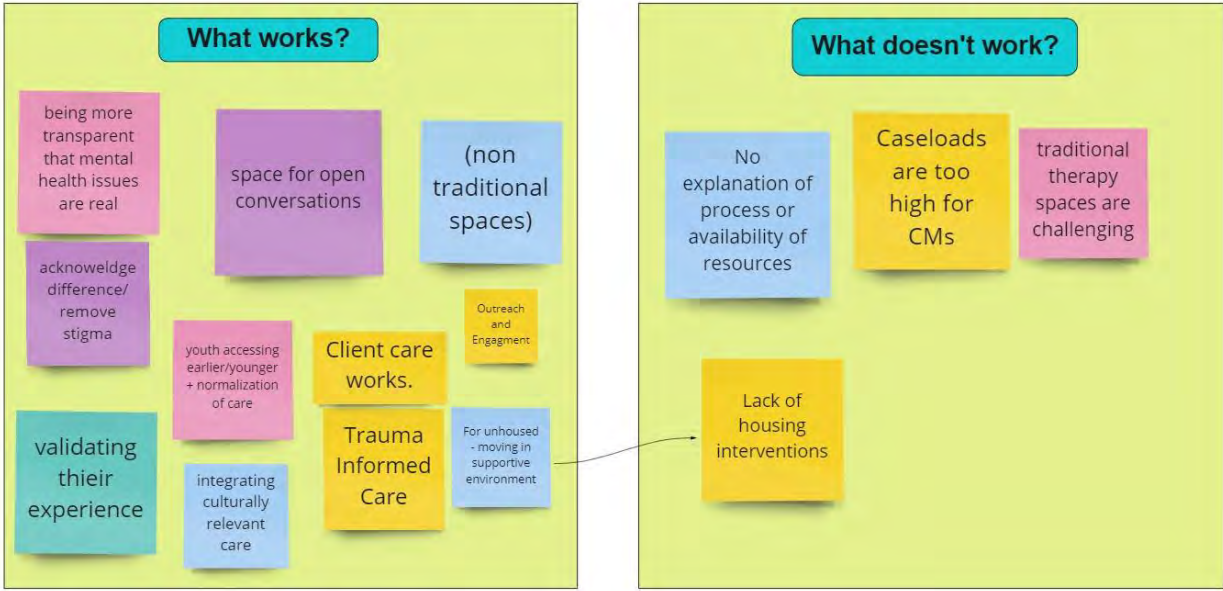 What works?
being more
transparent
that mental
health issues
are real
space for open
conversations
(non
traditional
spaces)
acknoweldge
difference/
remove
stigma
youth accessing
earlier/younger
+ normalization
of care
Client care
works.
Outreach
and
Engagment
validating
thieir
experience
integrating
culturally
relevant
care
Trauma
Informed
Care
For unhoused
- moving in
supportive
environment
What doesn't work?
No
explanation of
process or
availability of
resources
Caseloads
are too
high for
CMs
traditional
therapy
spaces are
challenging
Lack of
housing
interventions